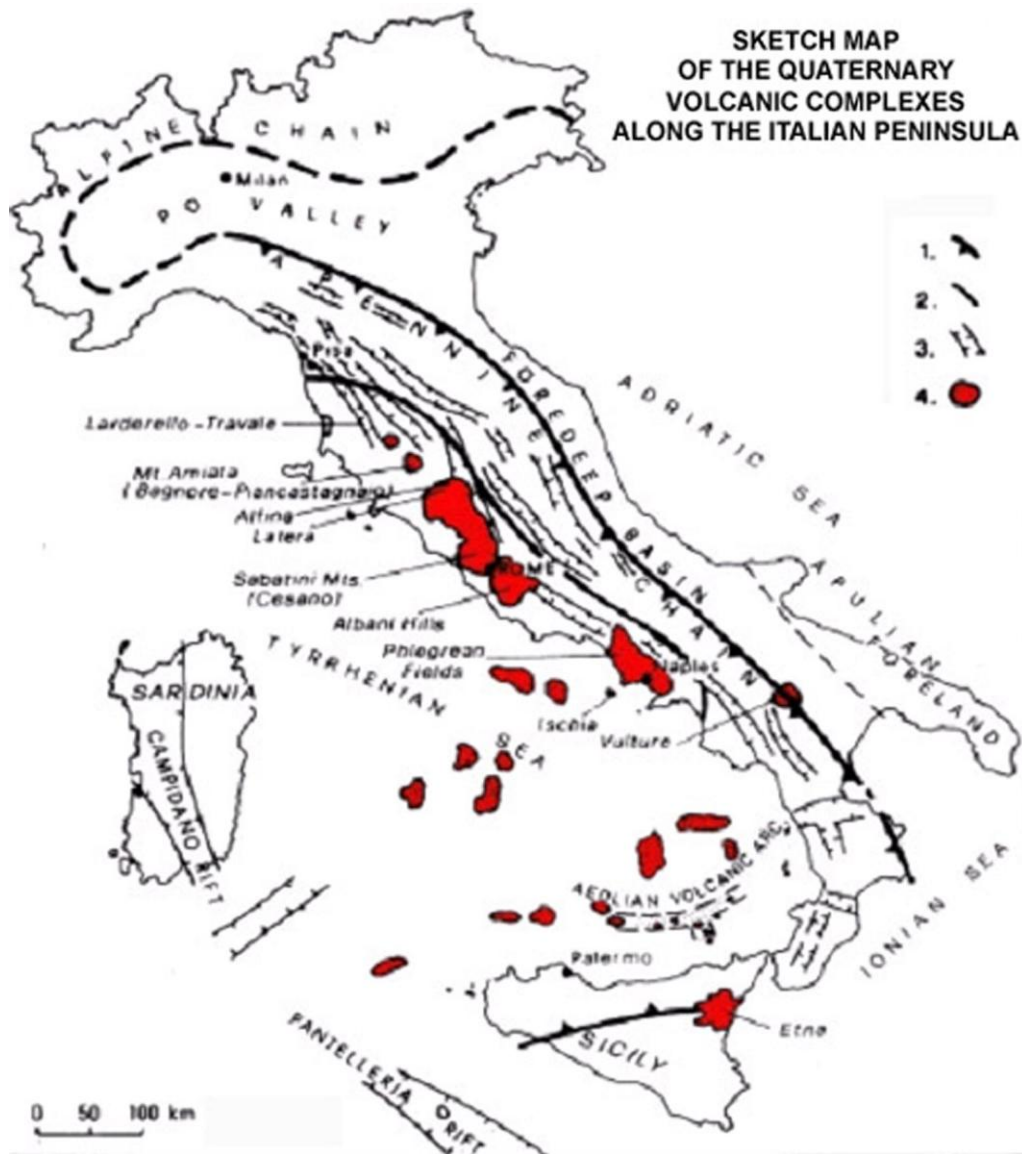 SKETCH MAP
OF THE QUATERNARY
VOLCANIC COMPLEXES
ALONG THE ITALIAN PENINSULA
ALPINE CHAIN
Milan
PO VALLEY
1.
2.
3.
4.
APENNINE CHAIN
FOREDEEP BASIN
Pisa
ADRIATIC SEA
Larderello-Travale
Mt. Amiata
(Bagnore-Piancastagnaio)
Alfina
Latera
Sabatini Mts.
(Cesano)
ROME
Albani Hills
APULIAN
FORELAND
Phlegrean
Fields
Naples
TYRRHENIAN
SEA
Ischia
Vulture
SARDINIA
CAMPIDANO RIFT
AEOLIAN VOLCANIC ARC
IONIAN SEA
Palermo
Etna
SICILY
PANTELLERIA
RIFT
0 50 100 km